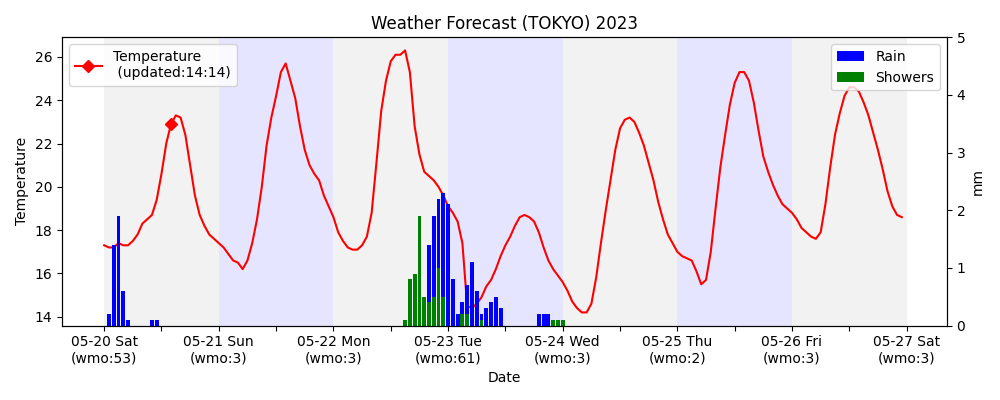 Weather Forecast (TOKYO) 2023
Temperature
(updated:14:14)
Rain
Showers
Temperature
26
24
22
20
18
16
14
5
4
3
2
1
0
mm
05-20 Sat
(wmo:53)
05-21 Sun
(wmo:3)
05-22 Mon
(wmo:3)
05-23 Tue
(wmo:61)
05-24 Wed
(wmo:3)
05-25 Thu
(wmo:2)
05-26 Fri
(wmo:3)
05-27 Sat
(wmo:3)
Date